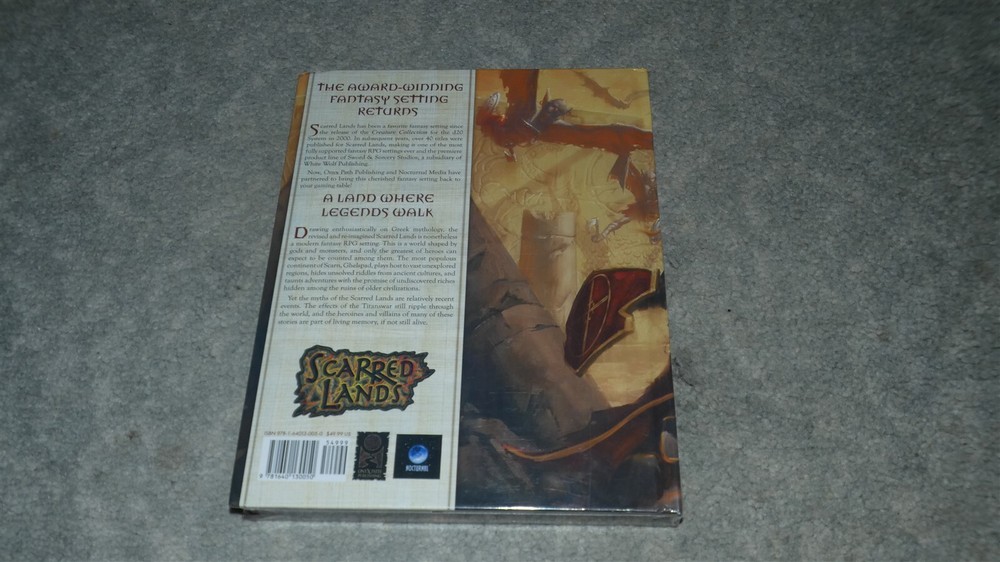 THE AWARD-WINNING
FANTASY SETTING
RETURNS
Scarred Lands has been a favorite fantasy setting since
the release of the Creature Collection for the d20
System in 2000. In subsequent years, over 40 titles were
published for Scarred Lands, making it one of the most
fully supported fantasy RPG settings ever and the premiere
product line of Sword & Sorcery Studios, a subsidiary of
White Wolf Publishing.
Now, Onyx Path Publishing and Nocturnal Media have
partnered to bring this cherished fantasy setting back to
your gaming table!
A LAND WHERE
LEGENDS WALK
Drawing enthusiastically on Greek mythology, the
revised and re-imagined Scarred Lands is nonetheless
a modern fantasy RPG setting. This is a world shaped by
gods and monsters, and only the greatest of heroes can
expect to be counted among them. The most populous
continent of Scarn, Ghelspad, plays host to vast unexplored
regions, hides unsolved riddles from ancient cultures, and
taunts adventures with the promise of undiscovered riches
hidden among the ruins of older civilizations.
Yet the myths of the Scarred Lands are relatively recent
events. The effects of the Titanswar still ripple through
the world, and the heroines and villains of many of these
stories are part of living memory, if not still alive.
SCARRED
LANDS
$49.99 US
54999
9 781640 130050
NOCTURNAL